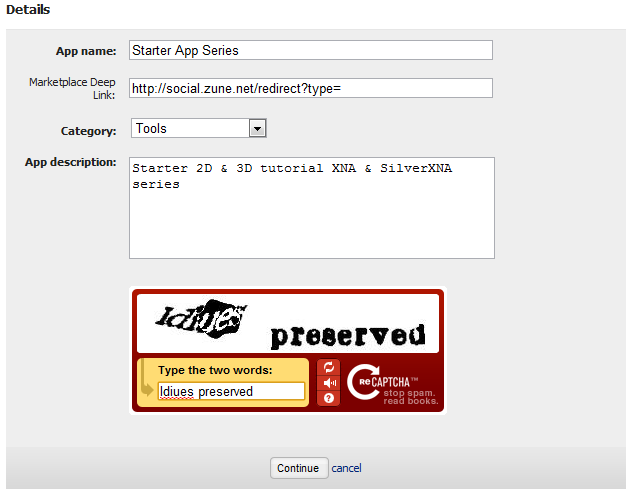 Details
App name: Starter App Series
Marketplace Deep
Link: http://social.zune.net/redirect?type=
Category: Tools
App description: Starter 2D & 3D tutorial XNA & SilverXNA
series
Idiues preserved
Type the two words:
Idiues preserved
reCAPTCHA™
stop spam.
read books.
Continue cancel